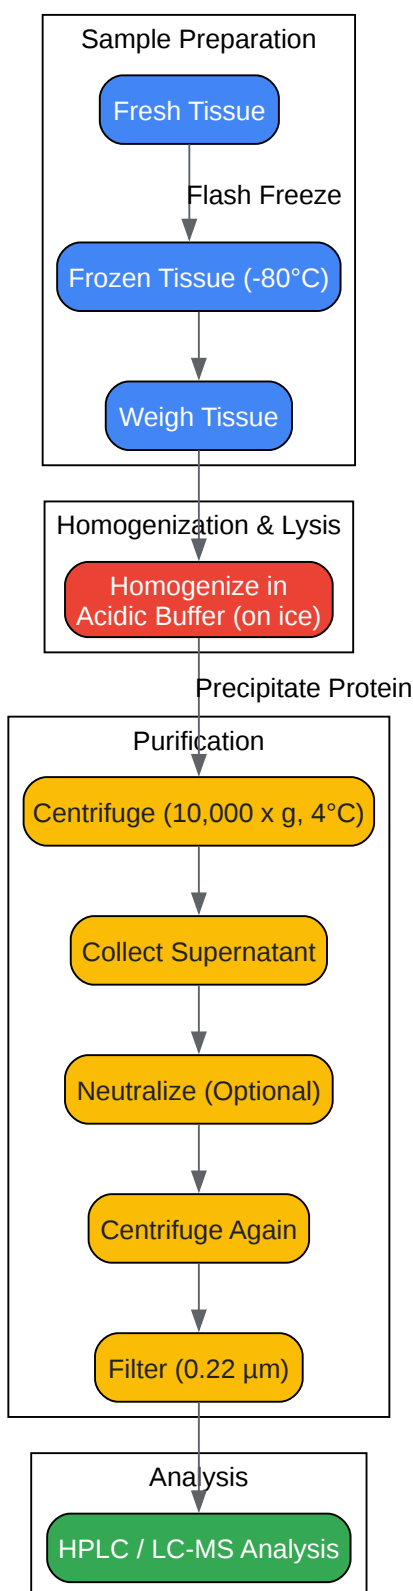 Sample Preparation
Fresh Tissue
Flash Freeze
Frozen Tissue (-80°C)
Weigh Tissue
Homogenization & Lysis
Homogenize in
Acidic Buffer (on ice)
Precipitate Protein
Purification
Centrifuge (10,000 x g, 4°C)
Collect Supernatant
Neutralize (Optional)
Centrifuge Again
Filter (0.22 µm)
Analysis
HPLC / LC-MS Analysis